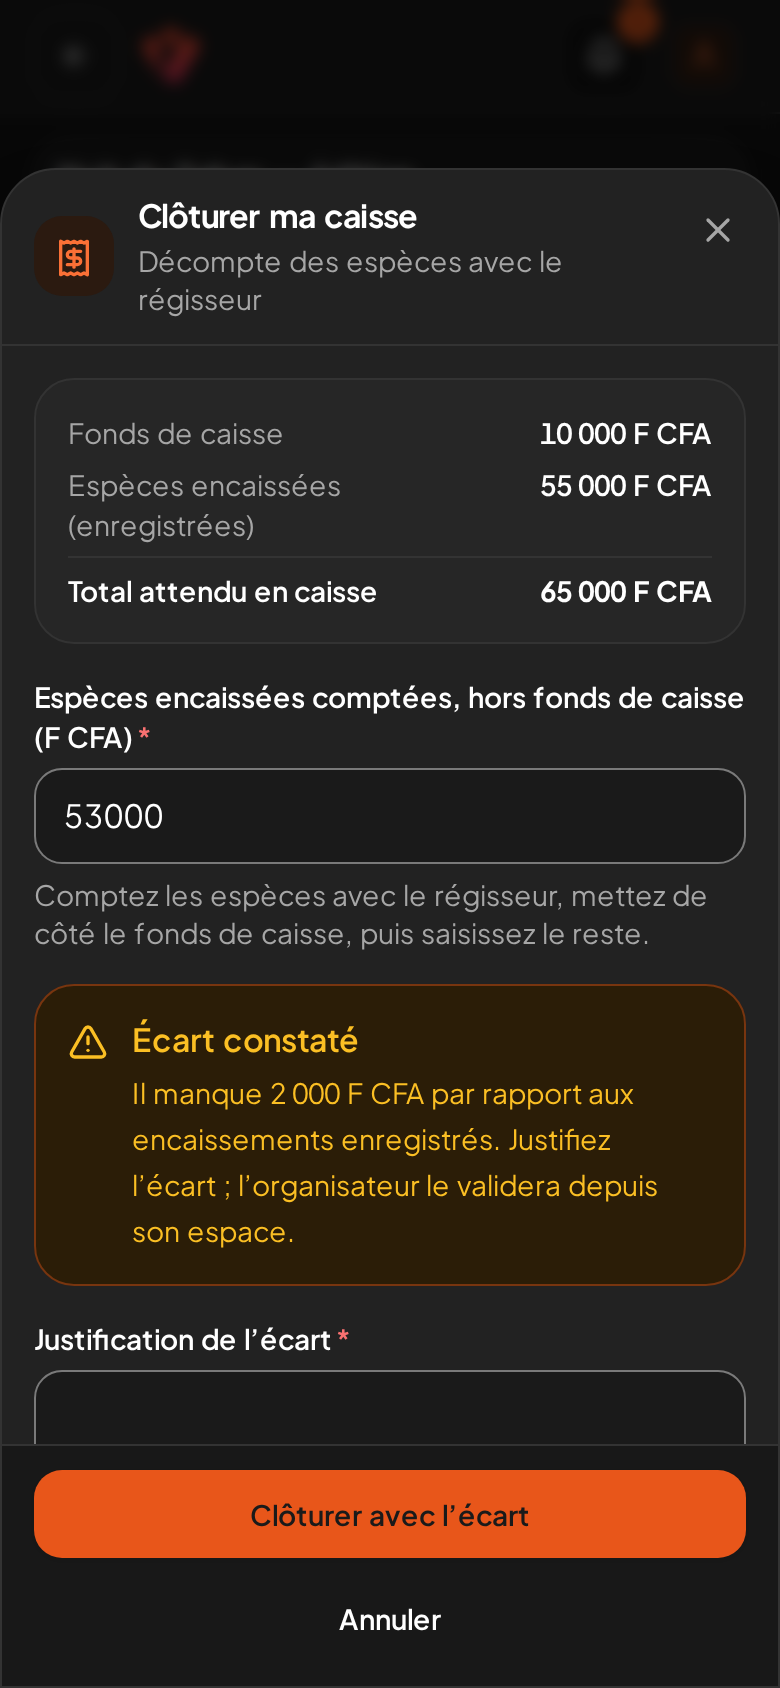 Clôturer ma caisse
Décompte des espèces avec le
régisseur
Fonds de caisse 10 000 F CFA
Espèces encaissées 55 000 F CFA
(enregistrées)
Total attendu en caisse 65 000 F CFA
Espèces encaissées comptées, hors fonds de caisse
(F CFA) *
53000
Comptez les espèces avec le régisseur, mettez de
côté le fonds de caisse, puis saisissez le reste.
Écart constaté
Il manque 2 000 F CFA par rapport aux
encaissements enregistrés. Justifiez
l’écart ; l’organisateur le validera depuis
son espace.
Justification de l’écart *
Clôturer avec l’écart
Annuler